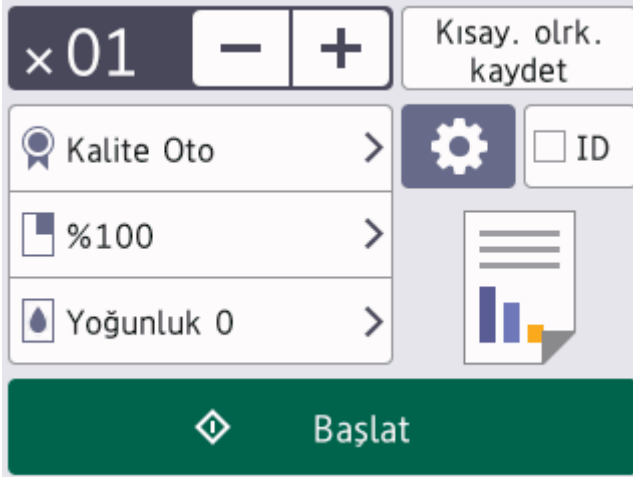 ×01 − +
Kısay. olrk.
kaydet
Kalite Oto
ID
%100
Yoğunluk 0
Başlat